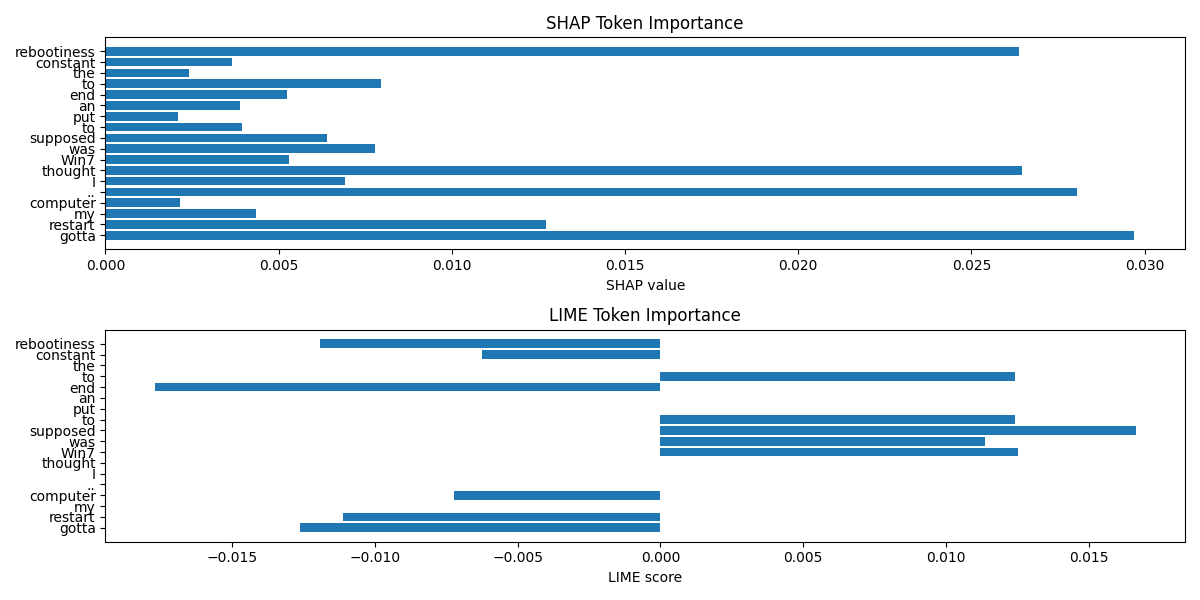 SHAP Token Importance
rebootiness
constant
the
to
end
an
put
to
supposed
was
Win7
thought
I
..
computer
my
restart
gotta
0.000 0.005 0.010 0.015 0.020 0.025 0.030
SHAP value
LIME Token Importance
rebootiness
constant
the
to
end
an
put
to
supposed
was
Win7
thought
I
..
computer
my
restart
gotta
−0.015 −0.010 −0.005 0.000 0.005 0.010 0.015
LIME score